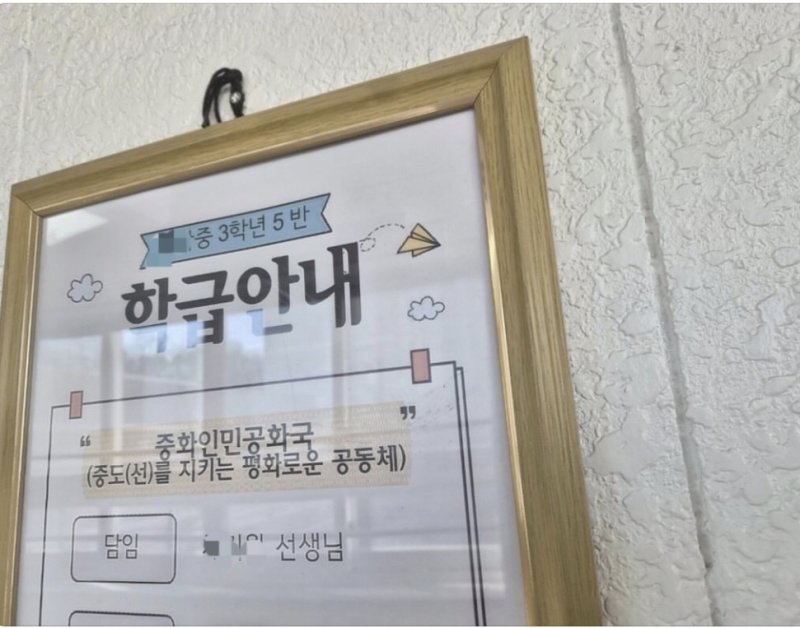 중 3학년 5반
학급안내
“ 중화인민공화국 ”
(중도(선)를 지키는 평화로운 공동체)
담임 선생님